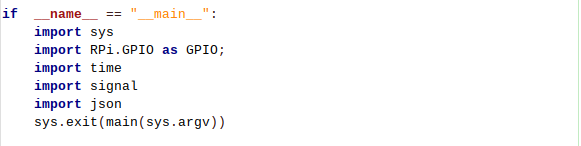 if  __name__ == "__main__":
    import sys
    import RPi.GPIO as GPIO;
    import time
    import signal
    import json
    sys.exit(main(sys.argv))